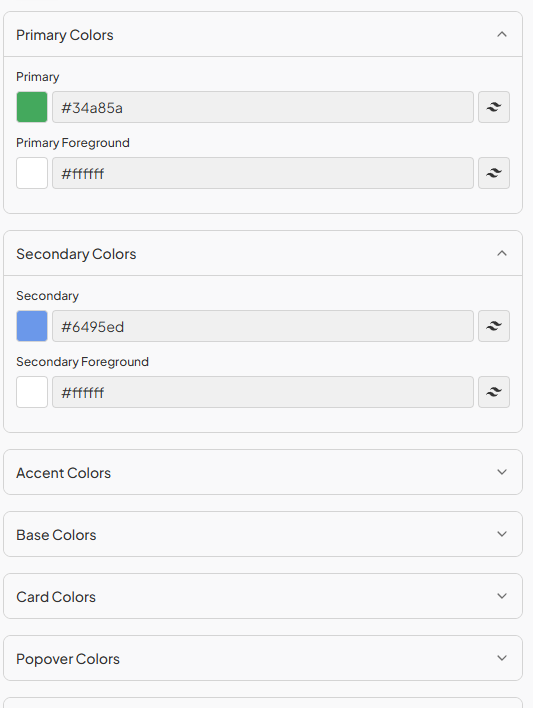 Primary Colors
Primary
#34a85a
Primary Foreground
#ffffff
Secondary Colors
Secondary
#6495ed
Secondary Foreground
#ffffff
Accent Colors
Base Colors
Card Colors
Popover Colors